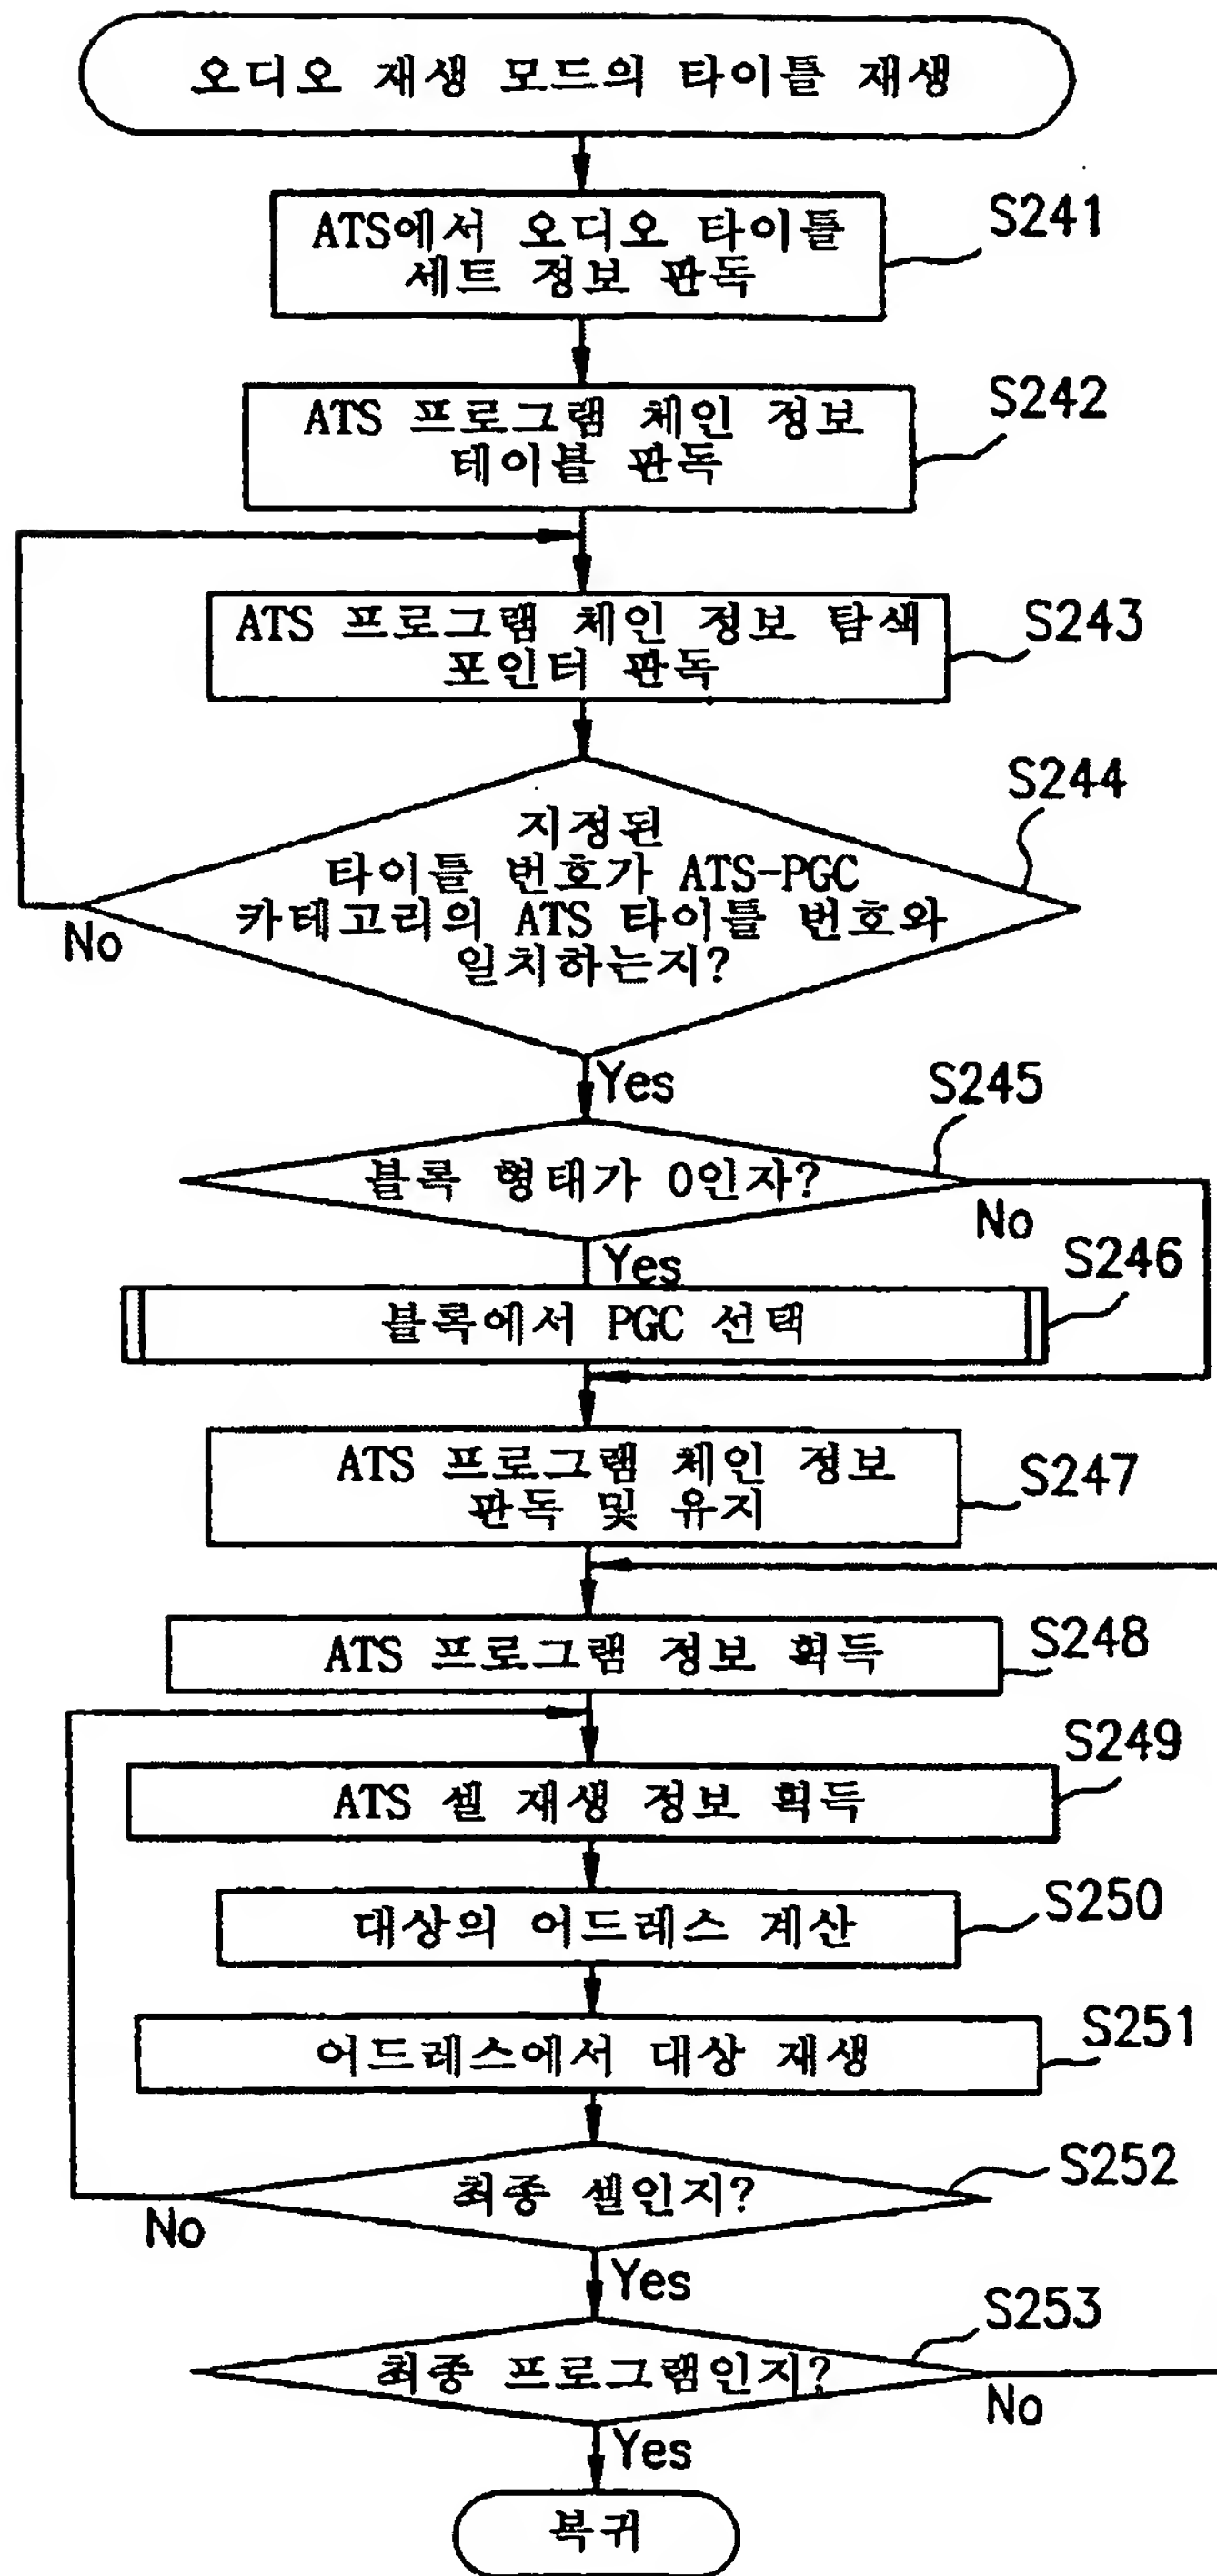 오디오 재생 모드의 타이틀 재생
ATS에서 오디오 타이틀
세트 정보 판독
S241
ATS 프로그램 체인 정보
테이블 판독
S242
ATS 프로그램 체인 정보 탐색
포인터 판독
S243
지정된
타이틀 번호가 ATS-PGC
카테고리의 ATS 타이틀 번호와
일치하는지?
S244
No
Yes
블록 형태가 0인자?
S245
No
Yes
블록에서 PGC 선택
S246
ATS 프로그램 체인 정보
판독 및 유지
S247
ATS 프로그램 정보 획득
S248
ATS 셀 재생 정보 획득
S249
대상의 어드레스 계산
S250
어드레스에서 대상 재생
S251
최종 셀인지?
S252
No
Yes
최종 프로그램인지?
S253
No
Yes
복귀